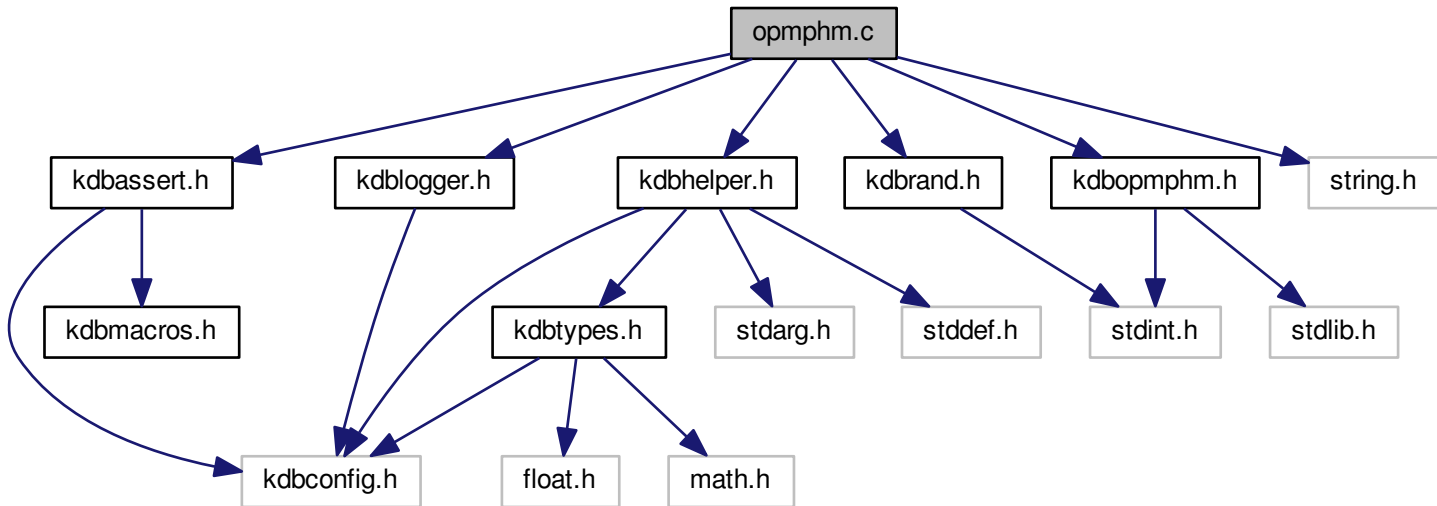 opmphm.c
kdbassert.h
kdblogger.h
kdbhelper.h
kdbrand.h
kdbopmphm.h
string.h
kdbmacros.h
kdbtypes.h
stdarg.h
stddef.h
stdint.h
stdlib.h
kdbconfig.h
float.h
math.h